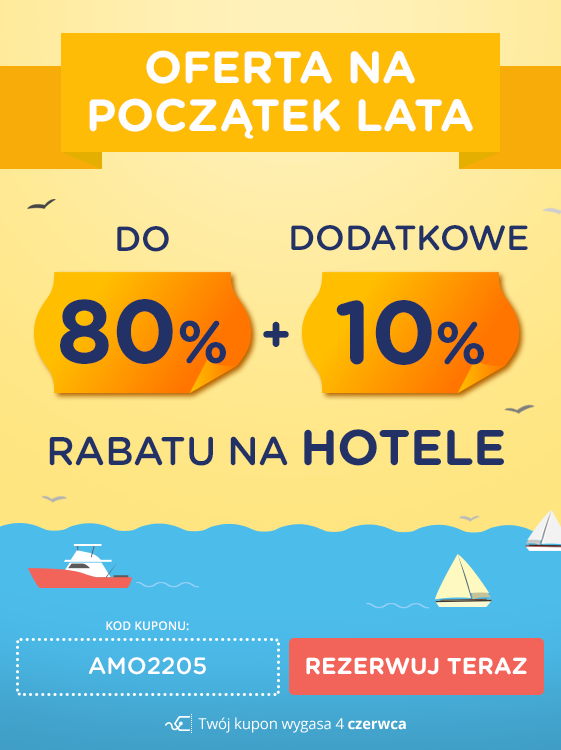 OFERTA NA
POCZĄTEK LATA
DO
DODATKOWE
80% + 10%
RABATU NA HOTELE
KOD KUPONU:
AMO2205
REZERWUJ TERAZ
Twój kupon wygasa 4 czerwca